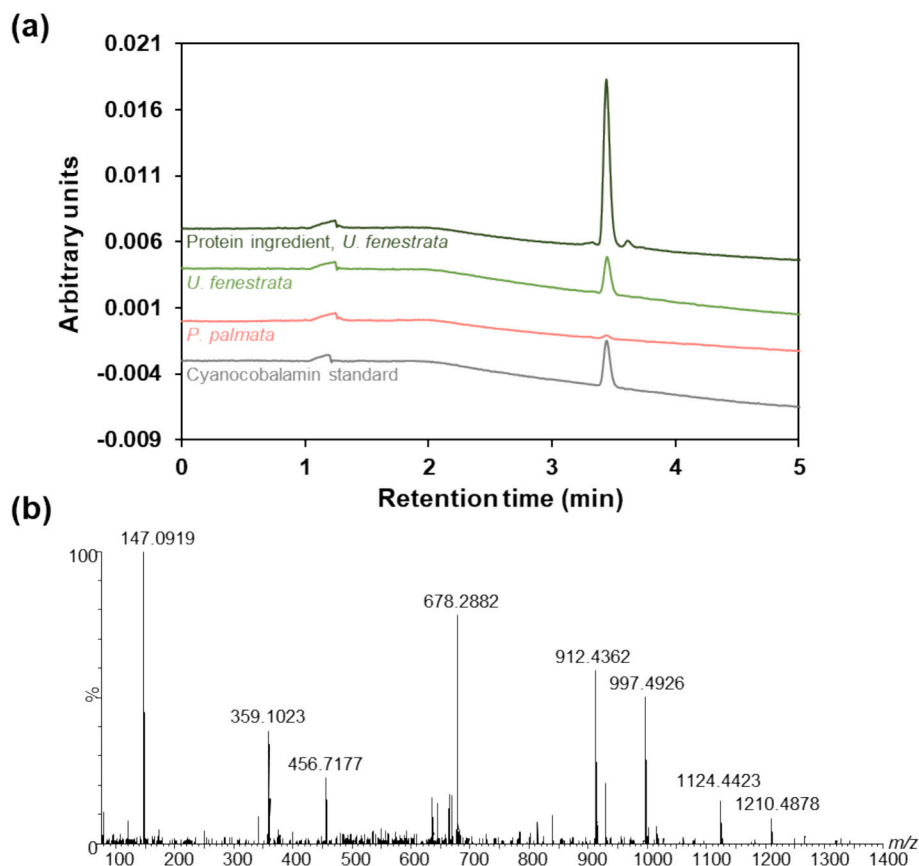 (a)
0.021
0.016
0.011
0.006
0.001
-0.004
-0.009
Arbitrary units
Protein ingredient, U. fenestrata
U. fenestrata
P. palmata
Cyanocobalamin standard
0 1 2 3 4 5
Retention time (min)
(b)
147.0919
100
678.2882
912.4362
997.4926
359.1023
456.7177
1124.4423
1210.4878
%
0
100 200 300 400 500 600 700 800 900 1000 1100 1200 1300 1400 m/z